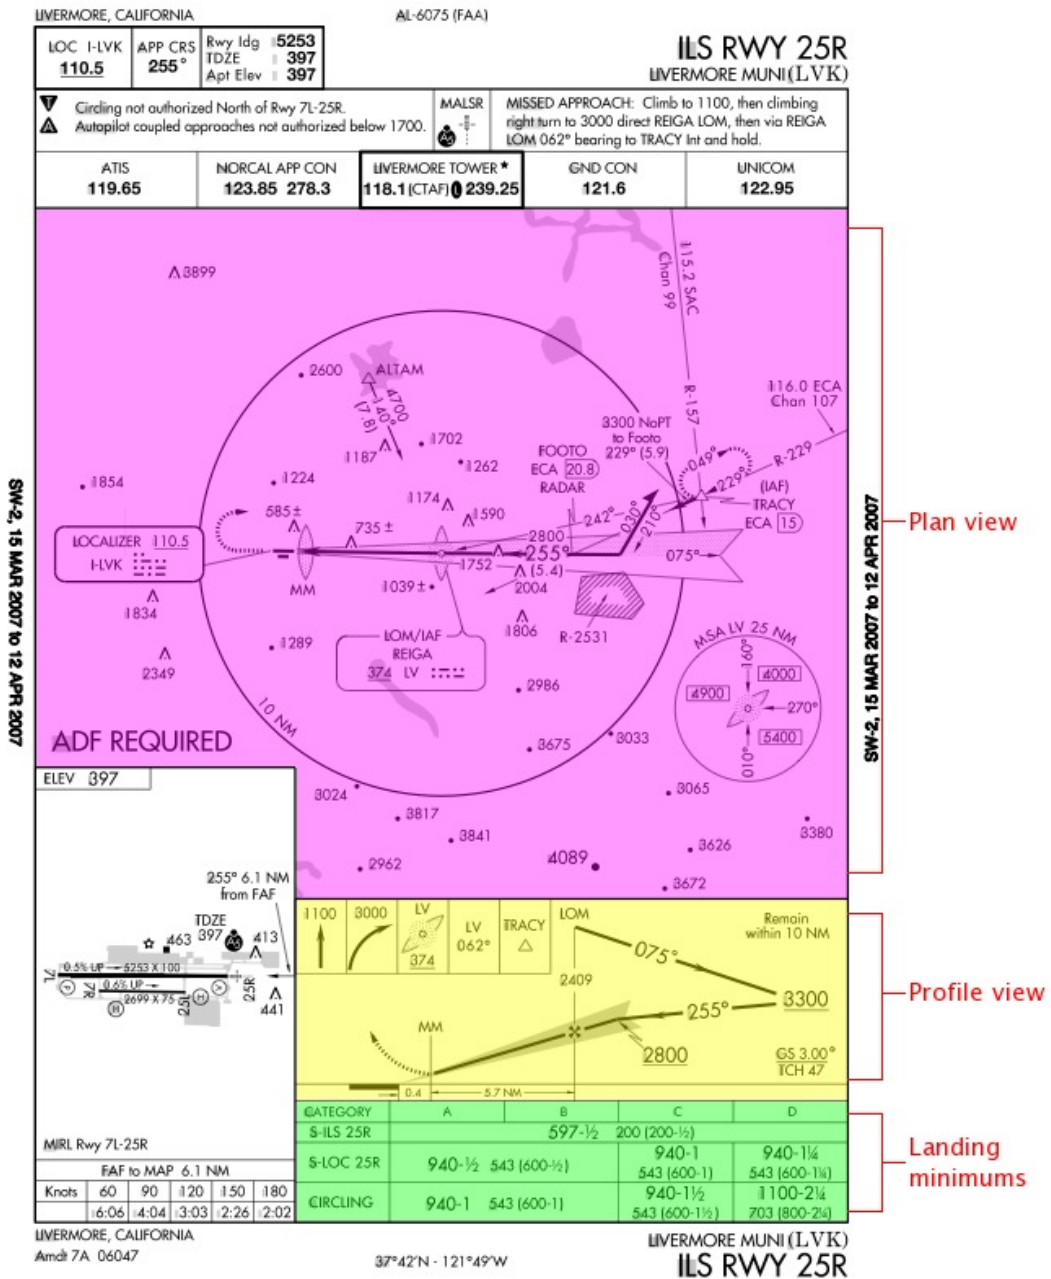 LIVERMORE, CALIFORNIA
AL-6075 (FAA)
LOC I-LVK
110.5
APP CRS
255°
Rwy ldg 5253
TDZE 397
Apt Elev 397
ILS RWY 25R
LIVERMORE MUNI (LVK)
T
A
Circling not authorized North of Rwy 7L-25R.
Autopilot coupled approaches not authorized below 1700.
MALSR
A5
MISSED APPROACH: Climb to 1100, then climbing
right turn to 3000 direct REIGA LOM, then via REIGA
LOM 062° bearing to TRACY Int and hold.
ATIS
119.65
NORCAL APP CON
123.85 278.3
LIVERMORE TOWER *
118.1 (CTAF) L 239.25
GND CON
121.6
UNICOM
122.95
3899
115.2 SAC
Chan 99
R-157
2600
ALTAM
4700
140°
(7.8)
116.0 ECA
Chan 107
R-229
3300 NoPT
to Footo
229° (5.9)
1702
1187
1262
FOOTO
ECA 20.8
RADAR
049°
229°
(IAF)
TRACY
ECA 15
1854
1224
1174
1590
585±
735 ±
242°
030°
210°
2800
255°
(5.4)
1752
075°
LOCALIZER 110.5
I-LVK
MM
1039 ±
2004
1806
R-2531
1834
1289
2349
LOM/IAF
REIGA
374 LV
MSA LV 25 NM
160°
4000
4900
270°
5400
010°
2986
10 NM
3675
3033
ADF REQUIRED
3024
3065
3817
3841
3380
2962
4089
3626
3672
SW-2, 15 MAR 2007 to 12 APR 2007
SW-2, 15 MAR 2007 to 12 APR 2007
Plan view
ELEV 397
255° 6.1 NM
from FAF
TDZE
397
A5
463
413
0.5% UP
5253 X 100
0.6% UP
2699 X 75
7L
7R
25L
25R
441
MIRL Rwy 7L-25R
FAF to MAP 6.1 NM
Knots 60 90 120 150 180
6:06 4:04 3:03 2:26 2:02
1100
3000
LV
374
LV
062°
TRACY
LOM
Remain
within 10 NM
075°
2409
3300
255°
MM
2800
GS 3.00°
TCH 47
0.4
5.7 NM
Profile view
CATEGORY A B C D
S-ILS 25R 597-½ 200 (200-½)
S-LOC 25R 940-½ 543 (600-½) 940-1 543 (600-1) 940-1¼ 543 (600-1¼)
CIRCLING 940-1 543 (600-1) 940-1½ 543 (600-1½) 1100-2¼ 703 (800-2¼)
Landing
minimums
LIVERMORE, CALIFORNIA
Amdt 7A 06047
37°42'N - 121°49'W
LIVERMORE MUNI (LVK)
ILS RWY 25R